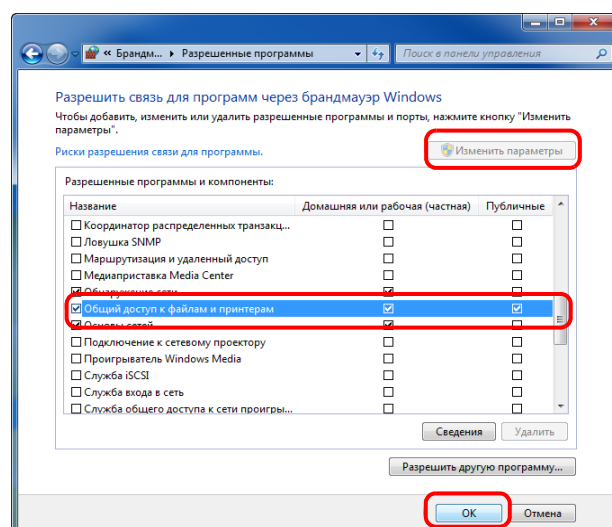 « Брандм... ▸ Разрешенные программы
Поиск в панели управления
Разрешить связь для программ через брандмауэр Windows
Чтобы добавить, изменить или удалить разрешенные программы и порты, нажмите кнопку "Изменить
параметры".
Риски разрешения связи для программы.
Изменить параметры
Разрешенные программы и компоненты:
Название Домашняя или рабочая (частная) Публичные
Координатор распределенных транзакц...
Ловушка SNMP
Маршрутизация и удаленный доступ
Медиаприставка Media Center
Обнаружение сети
Общий доступ к файлам и принтерам
Основы сетей
Подключение к сетевому проектору
Проигрыватель Windows Media
Служба iSCSI
Служба входа в сеть
Служба общего доступа к сети проигры...
Сведения Удалить
Разрешить другую программу...
OK Отмена